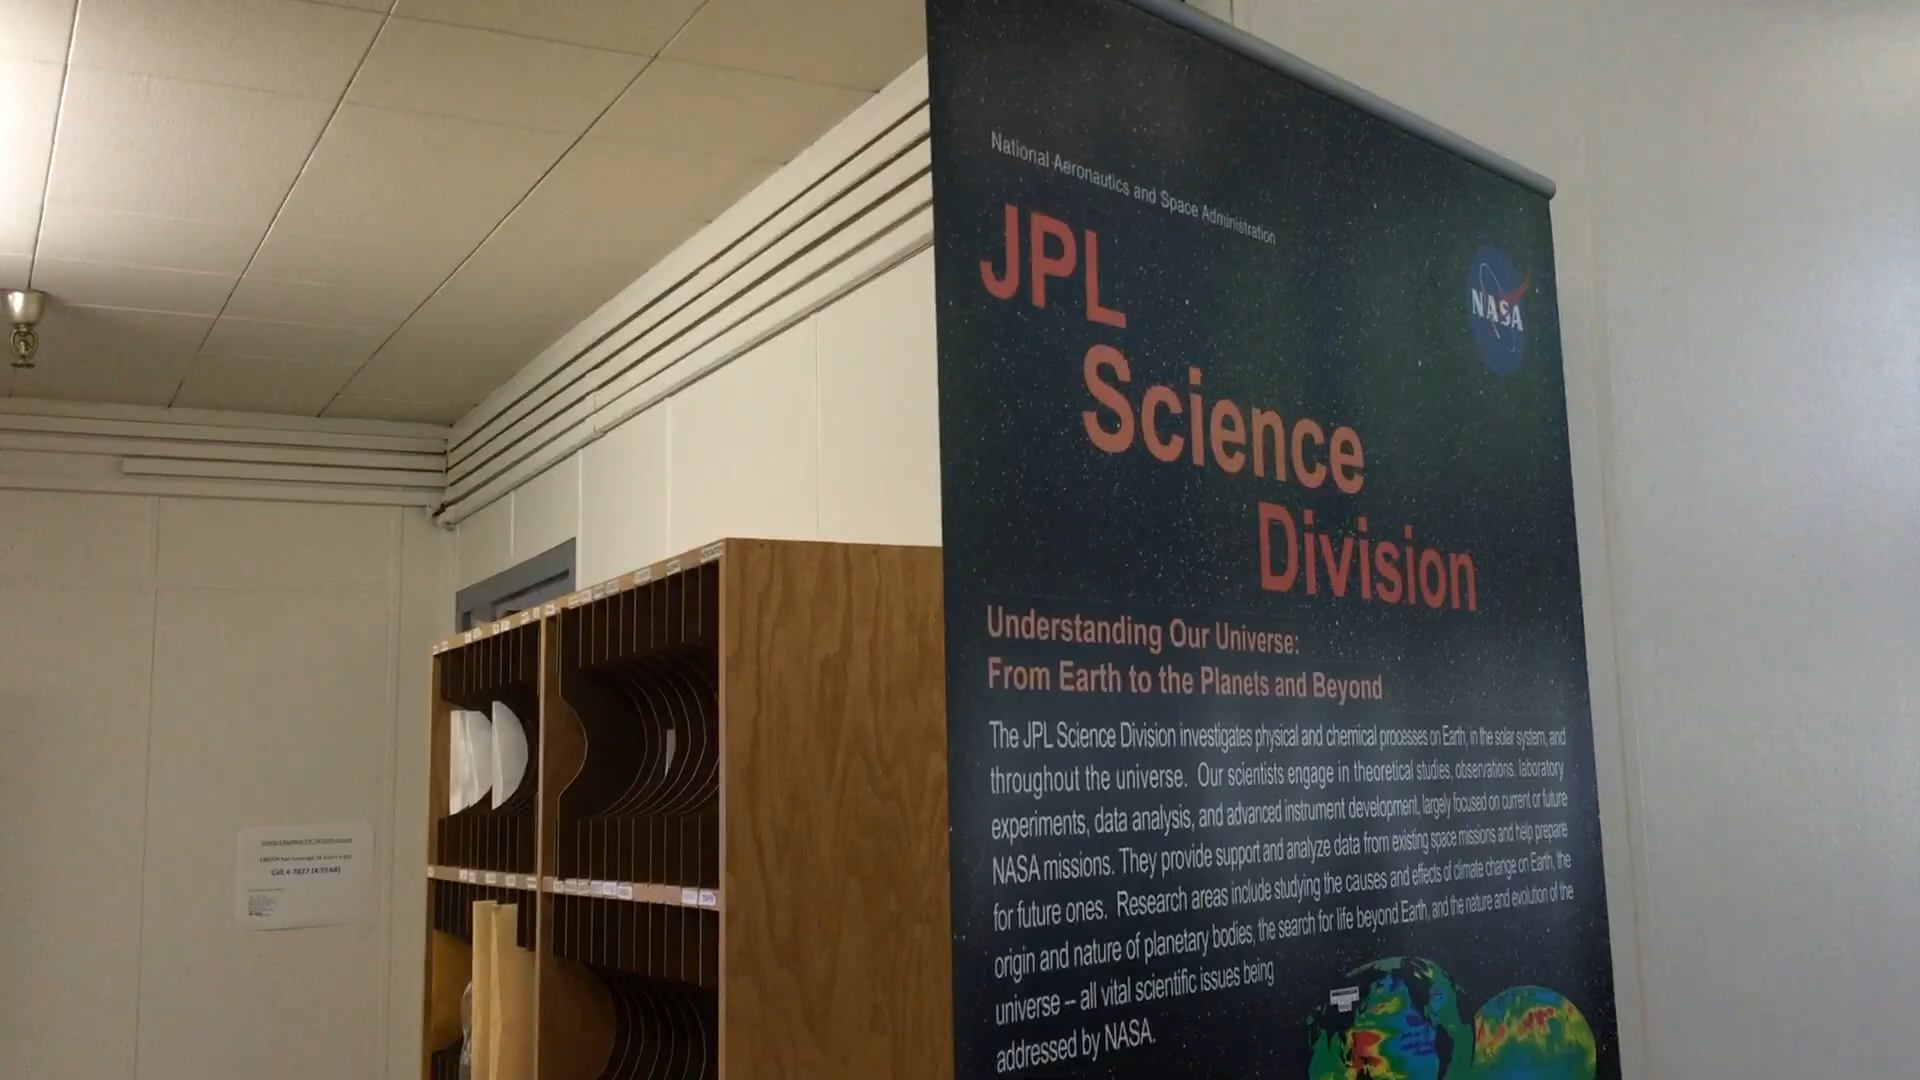 National Aeronautics and Space Administration
JPL
Science
Division
NASA
Understanding Our Universe:
From Earth to the Planets and Beyond
The JPL Science Division investigates physical and chemical processes on Earth, in the solar system, and
throughout the universe. Our scientists engage in theoretical studies, observations, laboratory
experiments, data analysis, and advanced instrument development, largely focused on current or future
NASA missions. They provide support and analyze data from existing space missions and help prepare
for future ones. Research areas include studying the causes and effects of climate change on Earth, the
origin and nature of planetary bodies, the search for life beyond Earth, and the nature and evolution of the
universe – all vital scientific issues being
addressed by NASA.